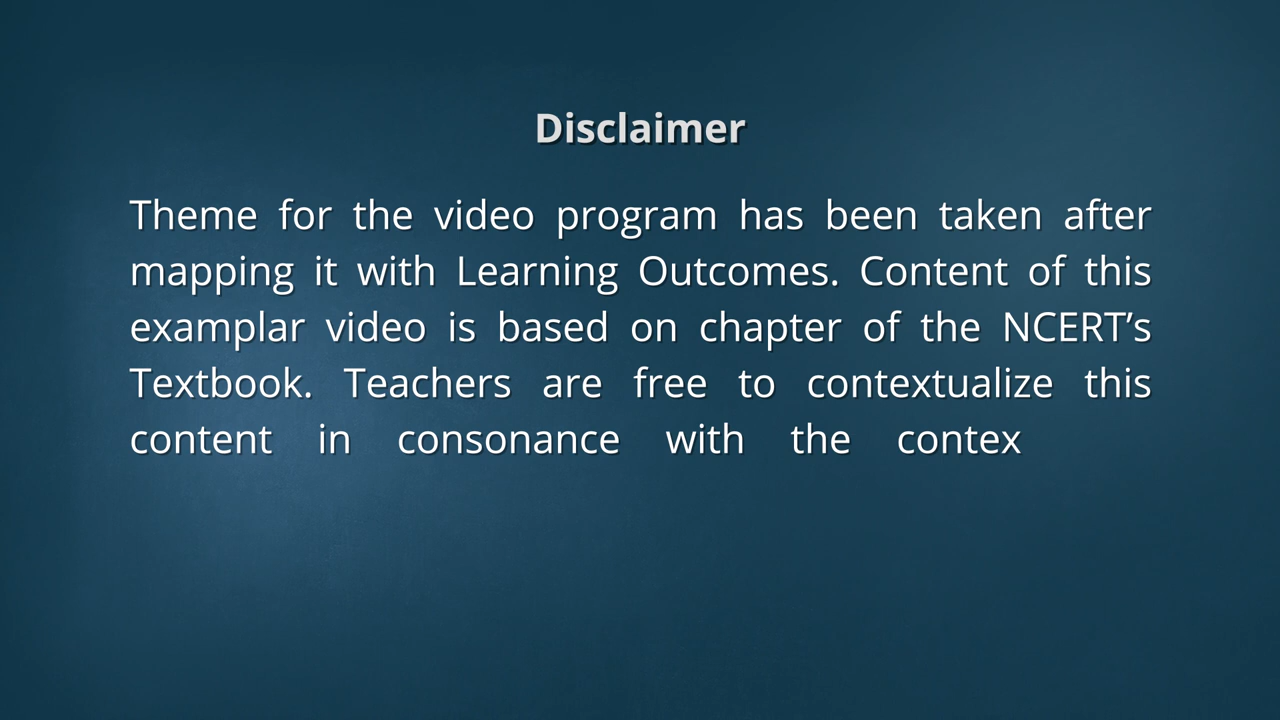 Disclaimer
Theme for the video program has been taken after
mapping it with Learning Outcomes. Content of this
examplar video is based on chapter of the NCERT’s
Textbook. Teachers are free to contextualize this
content in consonance with the contex